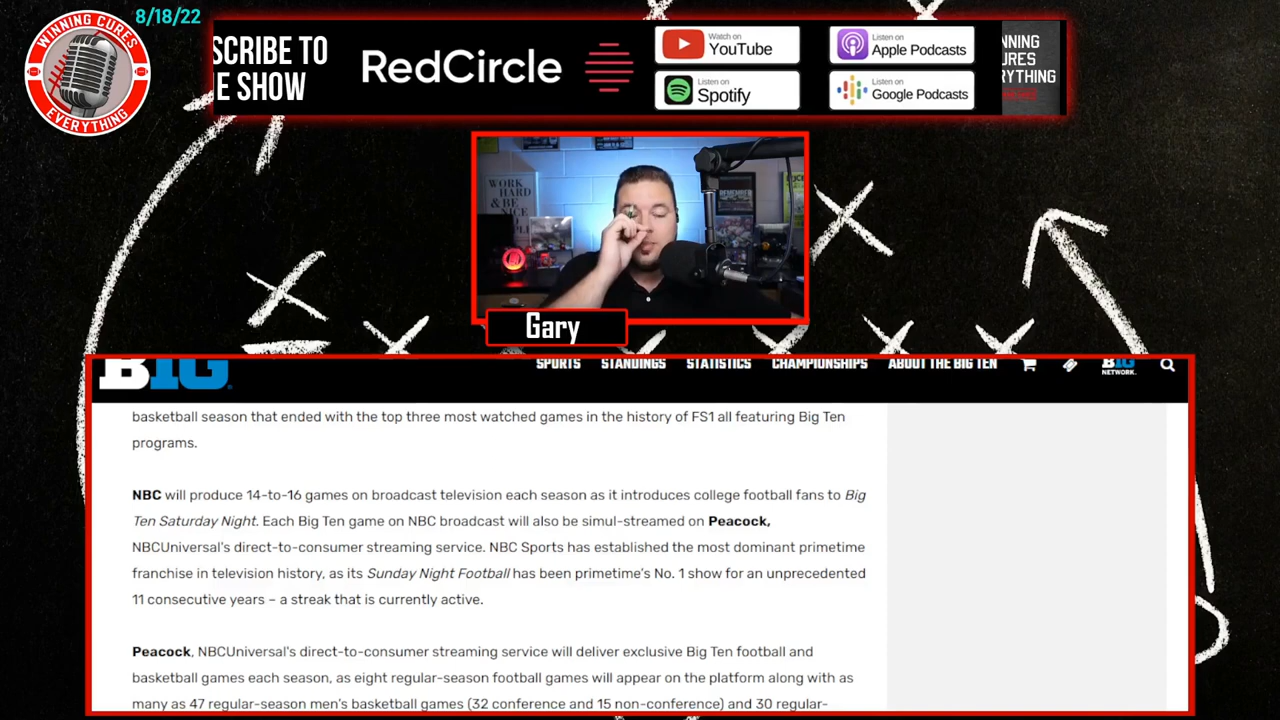 8/18/22
WINNING CURES
EVERYTHING
SCRIBE TO
E SHOW
RedCircle
Watch on
YouTube
Listen on
Spotify
Listen on
Apple Podcasts
Listen on
Google Podcasts
NNING
URES
RYTHING
WORK
HARD
& BE
NICE
Gary
BIG
SPORTS STANDINGS STATISTICS CHAMPIONSHIPS ABOUT THE BIG TEN
BIG
NETWORK.
basketball season that ended with the top three most watched games in the history of FS1 all featuring Big Ten
programs.
NBC will produce 14-to-16 games on broadcast television each season as it introduces college football fans to Big
Ten Saturday Night. Each Big Ten game on NBC broadcast will also be simul-streamed on Peacock,
NBCUniversal's direct-to-consumer streaming service. NBC Sports has established the most dominant primetime
franchise in television history, as its Sunday Night Football has been primetime's No. 1 show for an unprecedented
11 consecutive years – a streak that is currently active.
Peacock, NBCUniversal's direct-to-consumer streaming service will deliver exclusive Big Ten football and
basketball games each season, as eight regular-season football games will appear on the platform along with as
many as 47 regular-season men's basketball games (32 conference and 15 non-conference) and 30 regular-